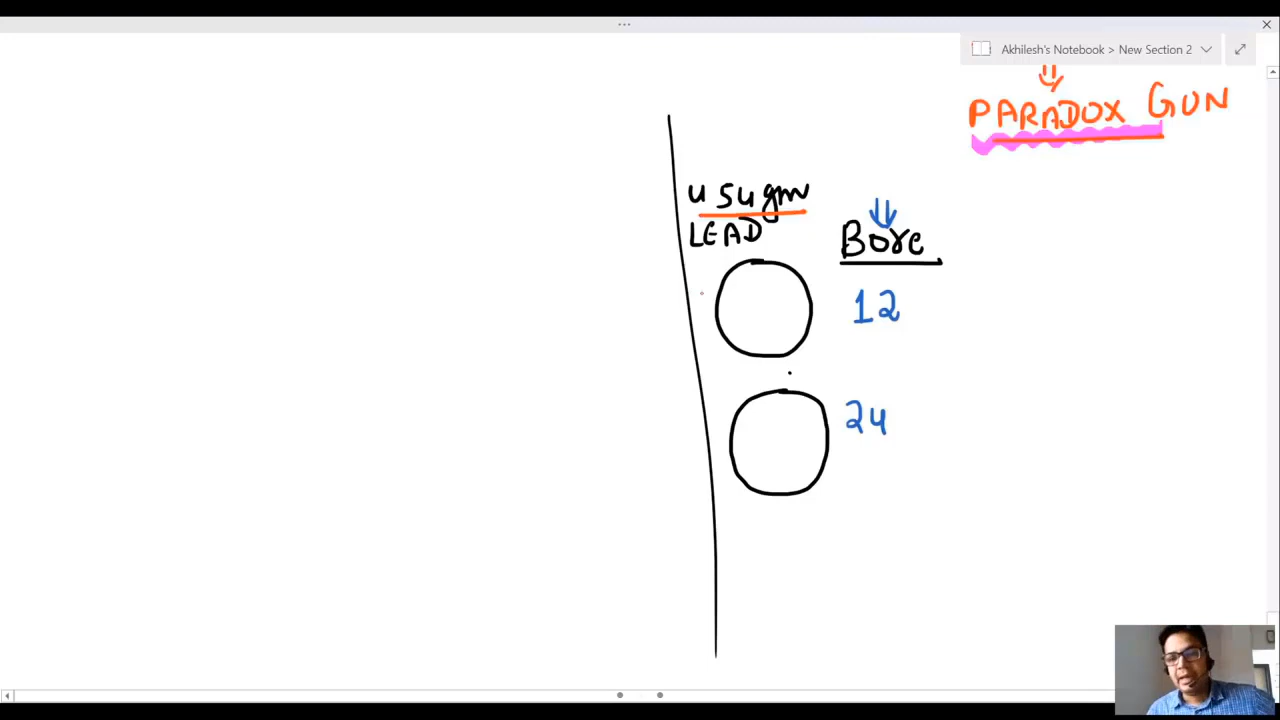 Akhilesh's Notebook > New Section 2
PARADOX GUN
454gm
LEAD
Bore
12
24